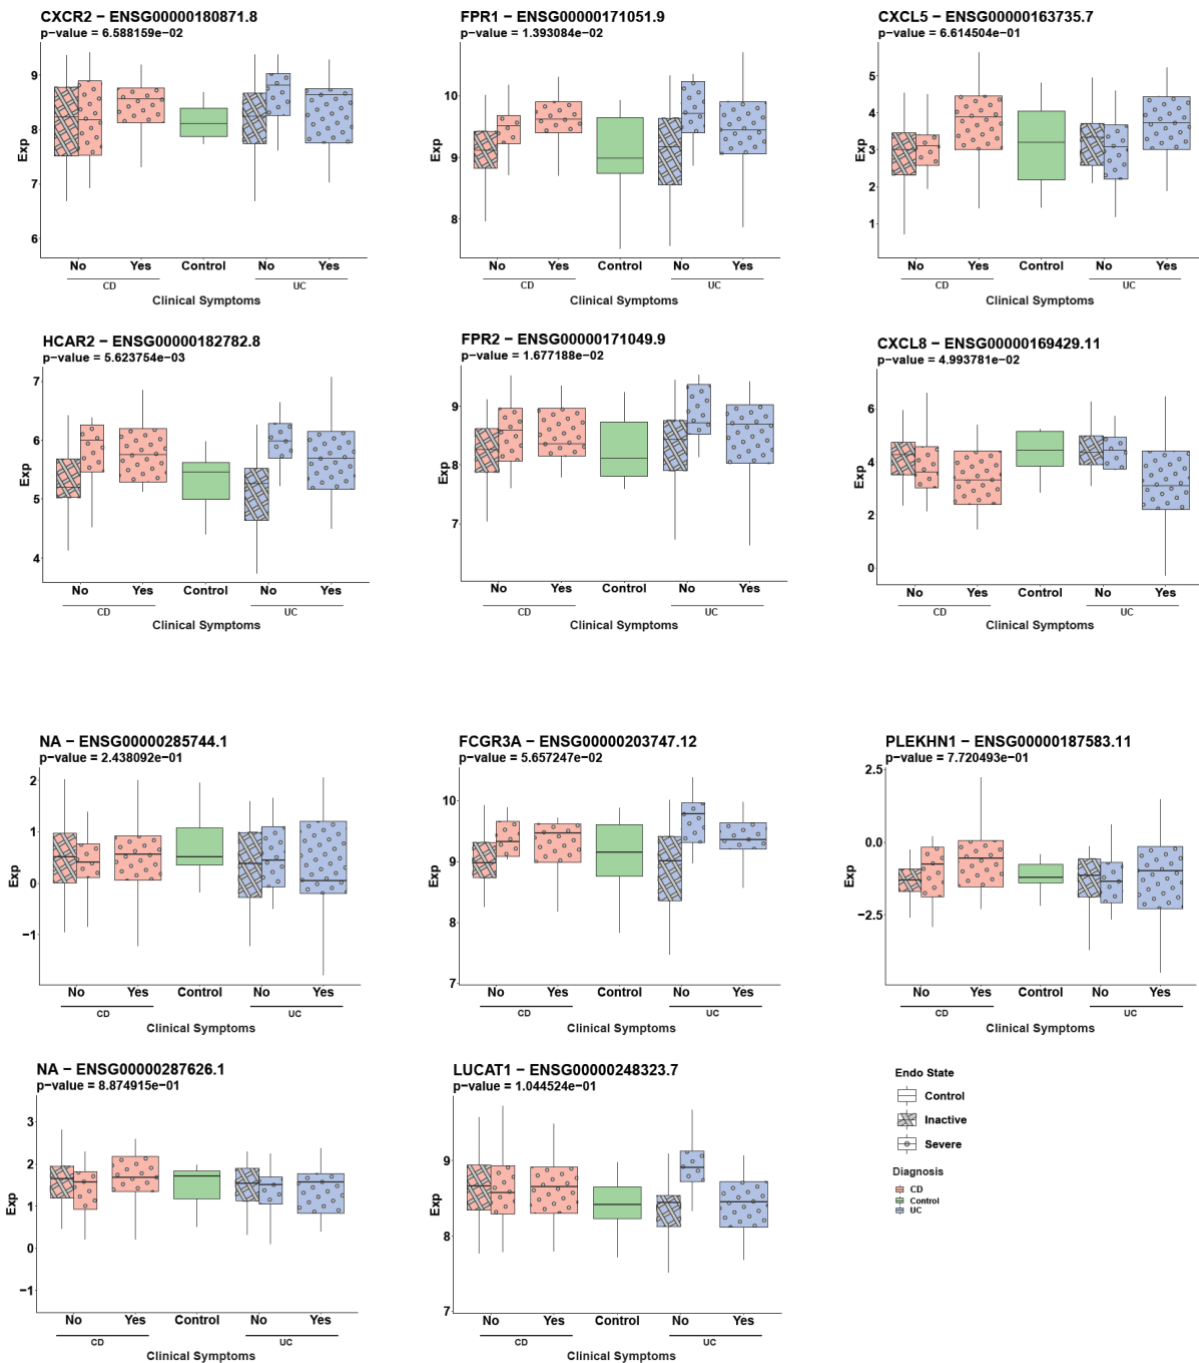 CXCR2 − ENSG00000180871.8
p−value = 6.588159e−02
9
8
7
6
Exp
No Yes Control No Yes
CD UC
Clinical Symptoms
FPR1 − ENSG00000171051.9
p−value = 1.393084e−02
10
9
8
Exp
No Yes Control No Yes
CD UC
Clinical Symptoms
CXCL5 − ENSG00000163735.7
p−value = 6.614504e−01
5
4
3
2
1
Exp
No Yes Control No Yes
CD UC
Clinical Symptoms
HCAR2 − ENSG00000182782.8
p−value = 5.623754e−03
7
6
5
4
Exp
No Yes Control No Yes
CD UC
Clinical Symptoms
FPR2 − ENSG00000171049.9
p−value = 1.677188e−02
9
8
7
Exp
No Yes Control No Yes
CD UC
Clinical Symptoms
CXCL8 − ENSG00000169429.11
p−value = 4.993781e−02
6
4
2
0
Exp
No Yes Control No Yes
CD UC
Clinical Symptoms
NA − ENSG00000285744.1
p−value = 2.438092e−01
2
1
0
−1
Exp
No Yes Control No Yes
CD UC
Clinical Symptoms
FCGR3A − ENSG00000203747.12
p−value = 5.657247e−02
10
9
8
7
Exp
No Yes Control No Yes
CD UC
Clinical Symptoms
PLEKHN1 − ENSG00000187583.11
p−value = 7.720493e−01
2.5
0.0
−2.5
Exp
No Yes Control No Yes
CD UC
Clinical Symptoms
NA − ENSG00000287626.1
p−value = 8.874915e−01
3
2
1
0
−1
Exp
No Yes Control No Yes
CD UC
Clinical Symptoms
LUCAT1 − ENSG00000248323.7
p−value = 1.044524e−01
9
8
7
Exp
No Yes Control No Yes
CD UC
Clinical Symptoms
Endo State
Control
Inactive
Severe
Diagnosis
CD
Control
UC